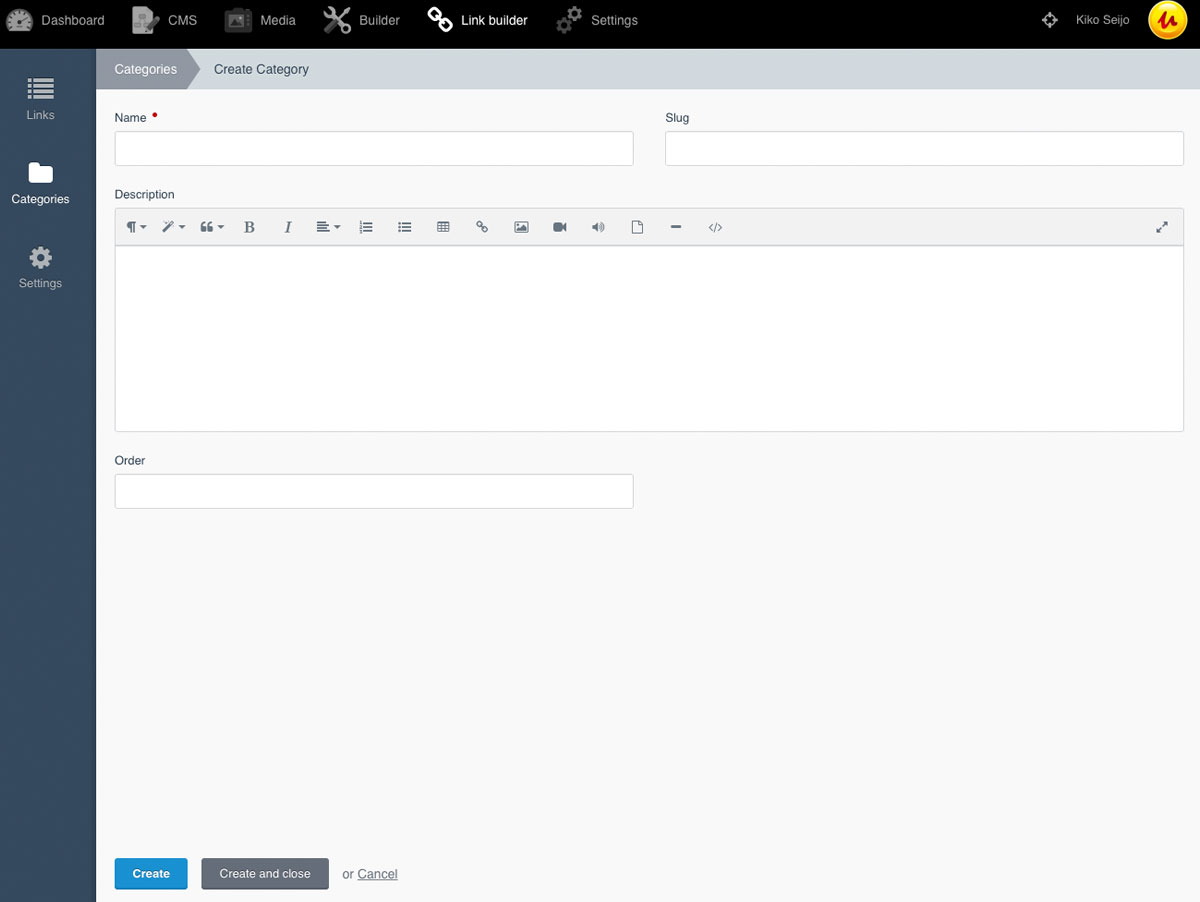 Dashboard CMS Media Builder Link builder Settings Kiko Seijo
Categories Create Category
Links
Categories
Settings
Name Slug
Description
B I
Order
Create Create and close or Cancel